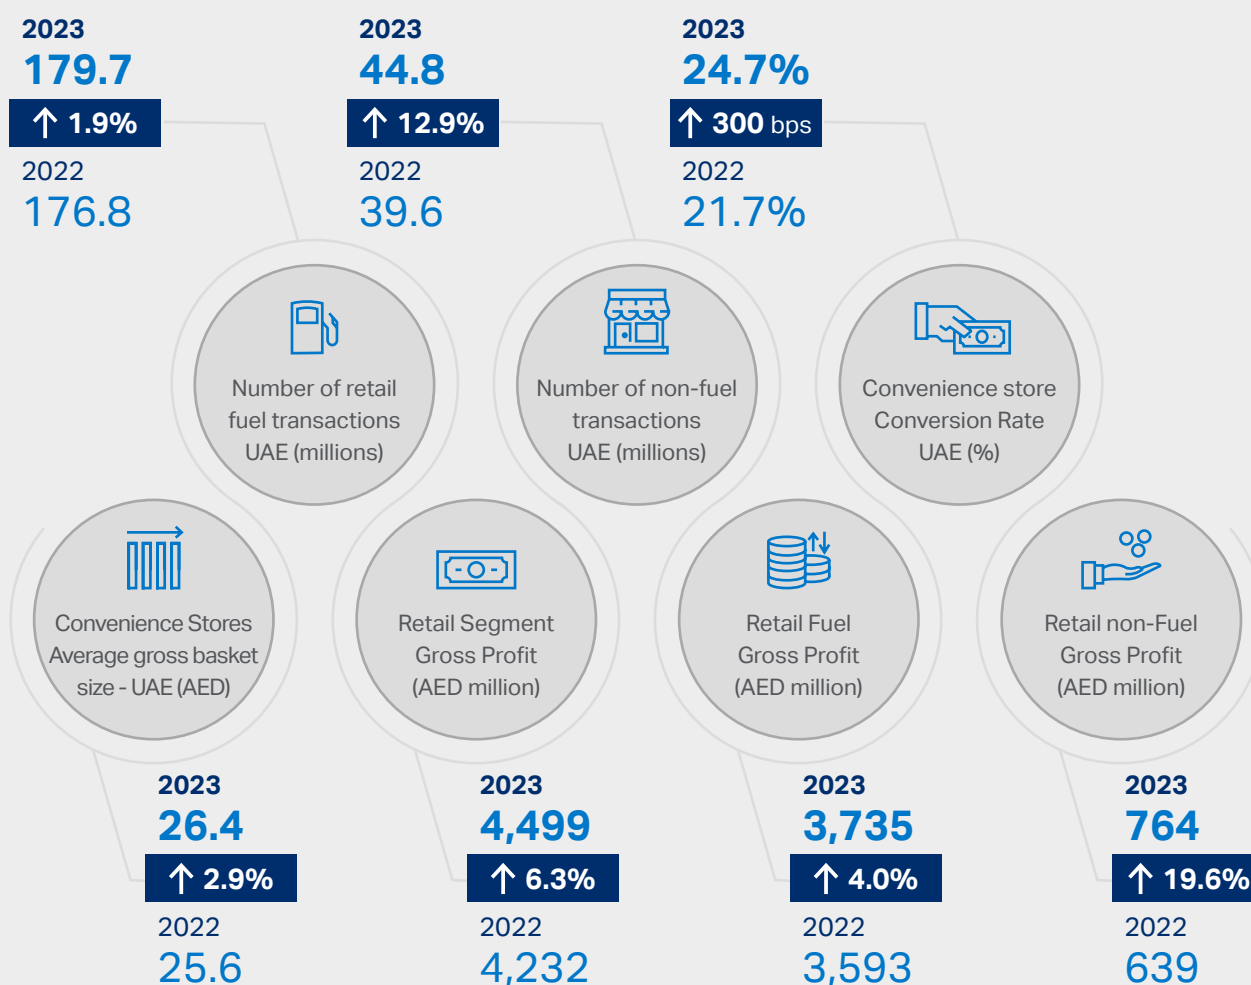 2023
179.7
↑ 1.9%
2022
176.8
2023
44.8
↑ 12.9%
2022
39.6
2023
24.7%
↑ 300 bps
2022
21.7%
Number of retail
fuel transactions
UAE (millions)
Number of non-fuel
transactions
UAE (millions)
Convenience store
Conversion Rate
UAE (%)
Convenience Stores
Average gross basket
size - UAE (AED)
Retail Segment
Gross Profit
(AED million)
Retail Fuel
Gross Profit
(AED million)
Retail non-Fuel
Gross Profit
(AED million)
2023
26.4
↑ 2.9%
2022
25.6
2023
4,499
↑ 6.3%
2022
4,232
2023
3,735
↑ 4.0%
2022
3,593
2023
764
↑ 19.6%
2022
639